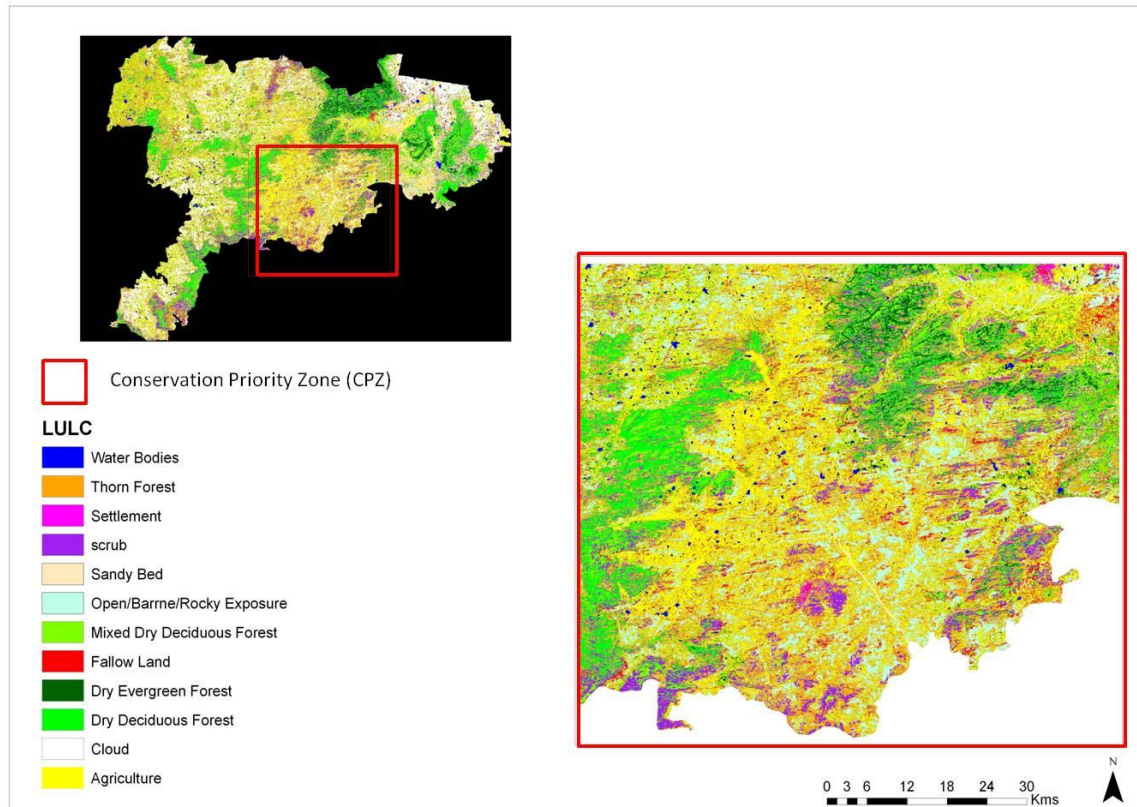 Conservation Priority Zone (CPZ)
LULC
Water Bodies
Thorn Forest
Settlement
scrub
Sandy Bed
Open/Barrne/Rocky Exposure
Mixed Dry Deciduous Forest
Fallow Land
Dry Evergreen Forest
Dry Deciduous Forest
Cloud
Agriculture
N
0 3 6 12 18 24 30
Kms